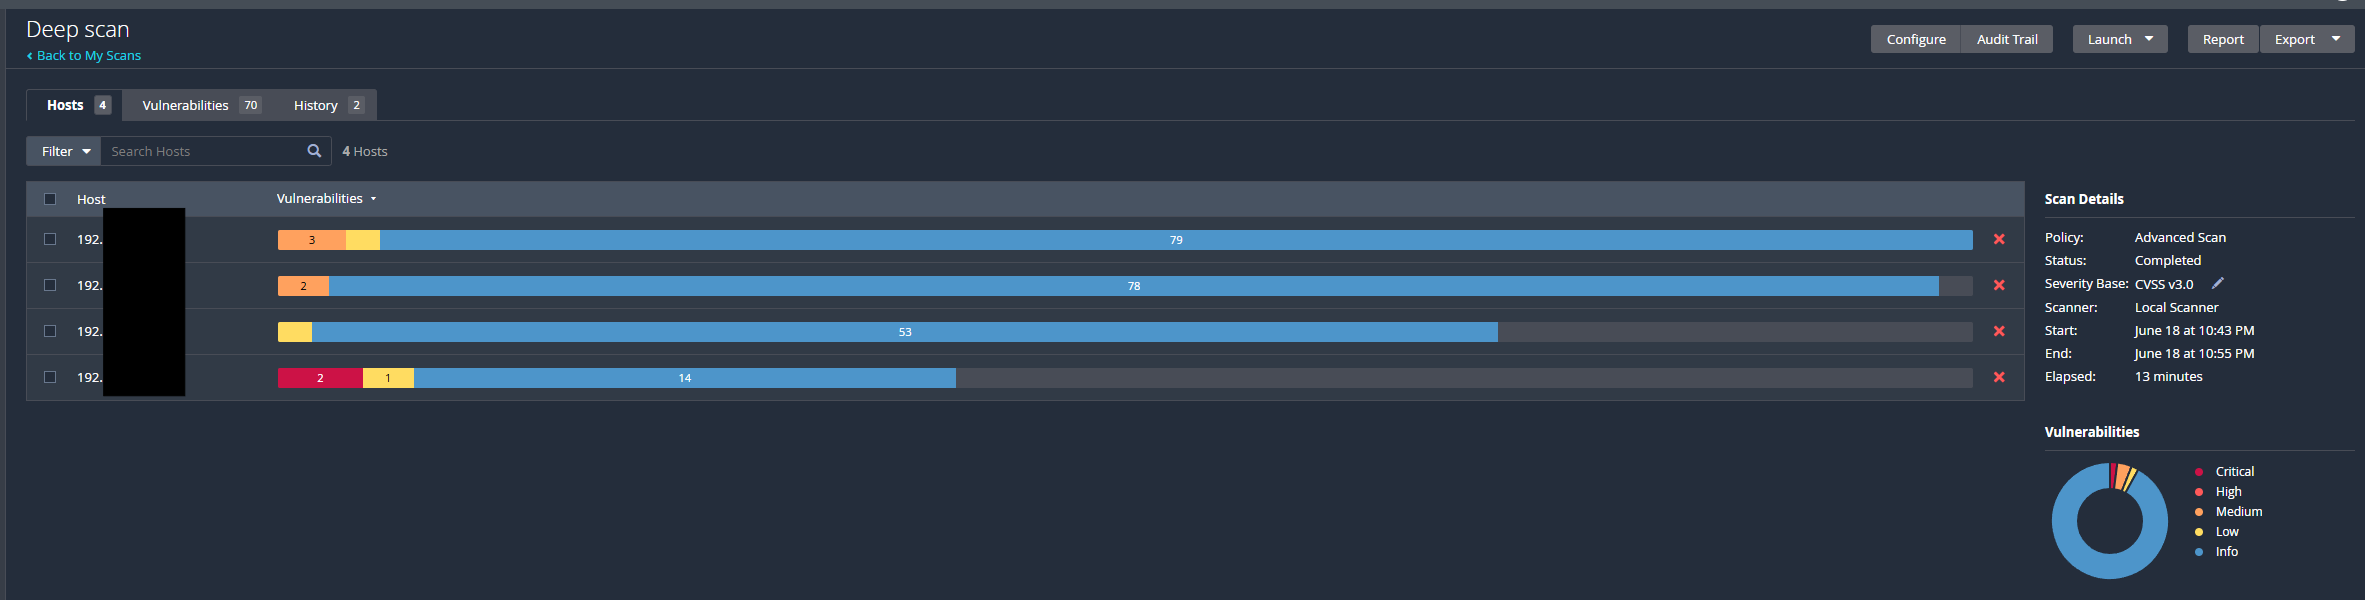 Deep scan
Back to My Scans
Configure Audit Trail Launch Report Export
Hosts 4 Vulnerabilities 70 History 2
Filter Search Hosts 4 Hosts
Host Vulnerabilities
192. 3 79
192. 2 78
192. 53
192. 2 1 14
Scan Details
Policy: Advanced Scan
Status: Completed
Severity Base: CVSS v3.0
Scanner: Local Scanner
Start: June 18 at 10:43 PM
End: June 18 at 10:55 PM
Elapsed: 13 minutes
Vulnerabilities
Critical
High
Medium
Low
Info